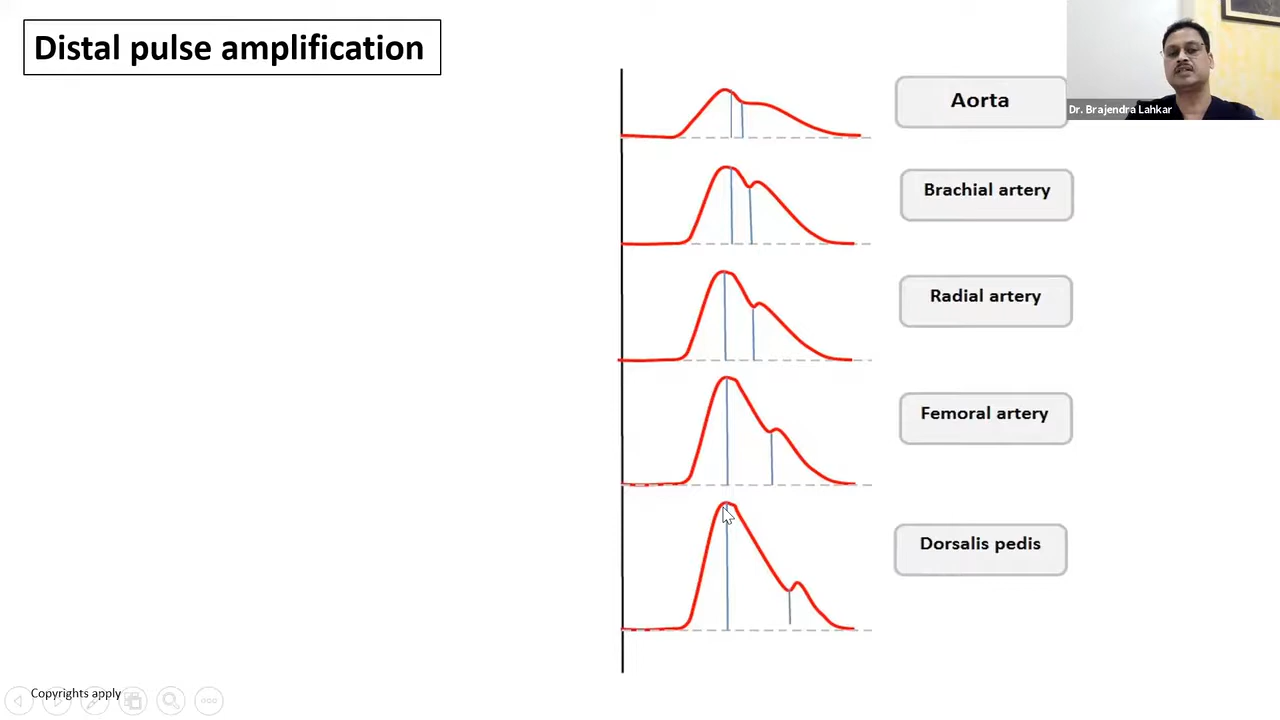 Distal pulse amplification
Aorta
Dr. Brajendra Lahkar
Brachial artery
Radial artery
Femoral artery
Dorsalis pedis
Copyrights apply